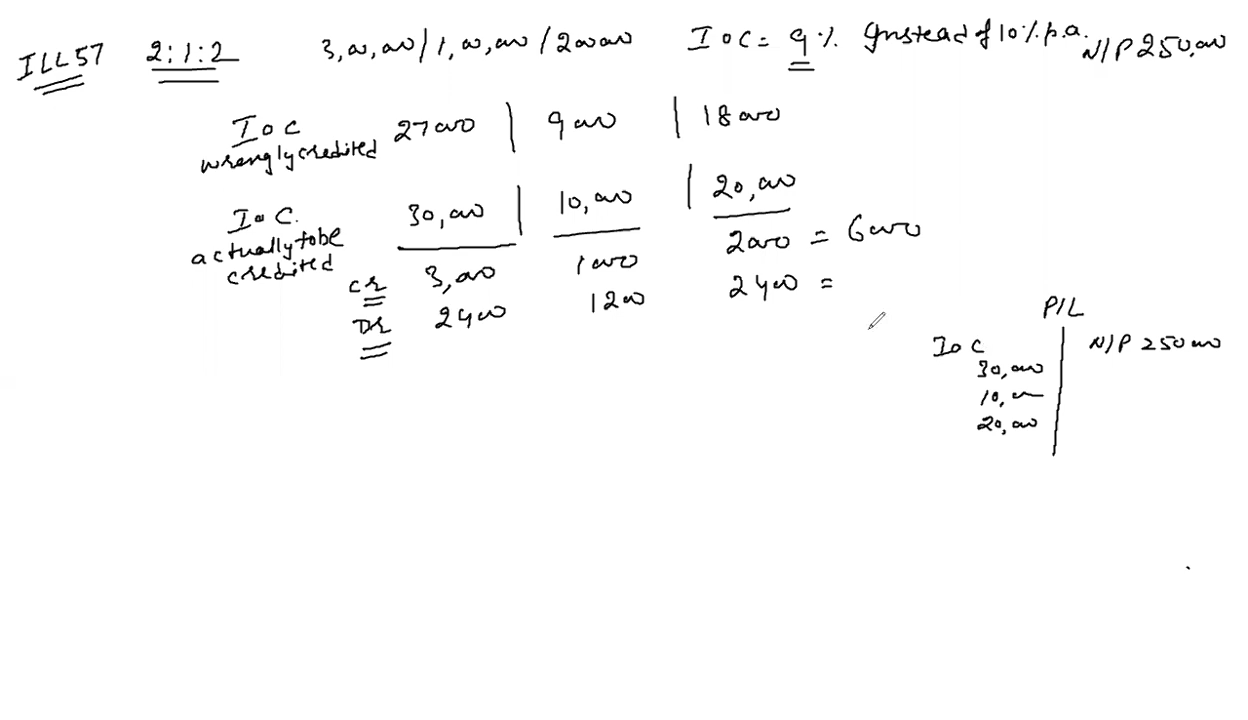 ILL57 2:1:2 3,00,000/1,00,000/200000 IOC= 9% Instead of 10% p.a. N/P 250,000
IOC 27000 | 9000 | 18000
wrongly credited
IOC. 30,000 | 10,000 | 20,000
actually to be
credited
2000 = 6000
CR 3,000 1000
DR 2400 1200 2400 =
P/L
IOC N/P 250000
30,000
10,000
20,000